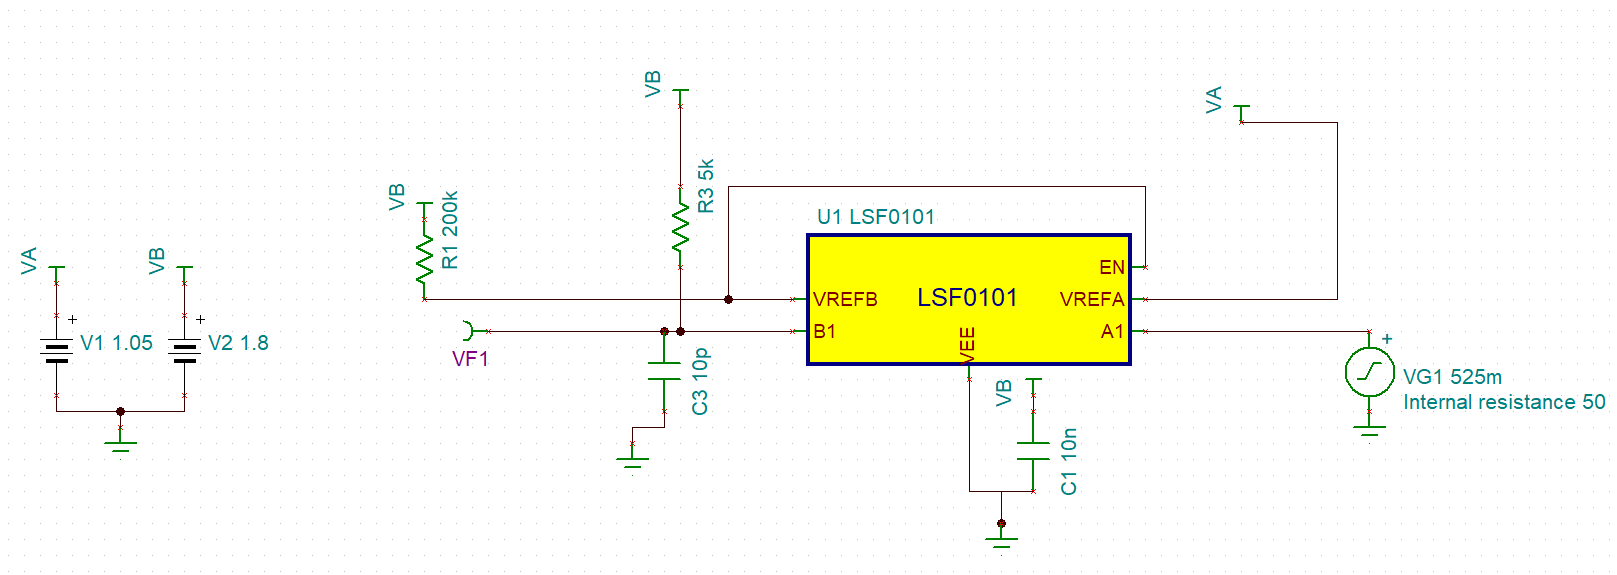 VA
V1 1.05
VB
V2 1.8
VB
R1 200k
VB
R3 5k
VF1
C3 10p
U1 LSF0101
LSF0101
VREFB
B1
EN
VREFA
A1
VEE
VB
C1 10n
VA
+
+
+
VG1 525m
Internal resistance 50